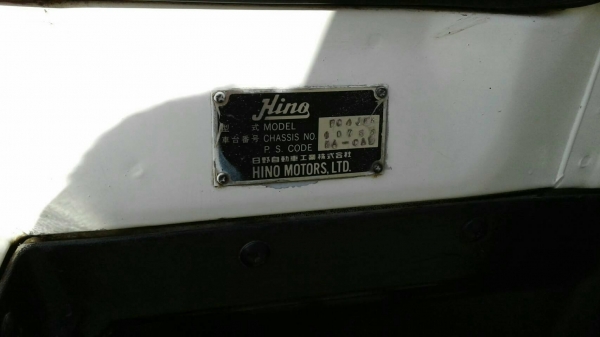 Hino
型式 MODEL
車台番号 CHASSIS NO.
P. S. CODE
日野自動車工業株式会社
HINO MOTORS, LTD.